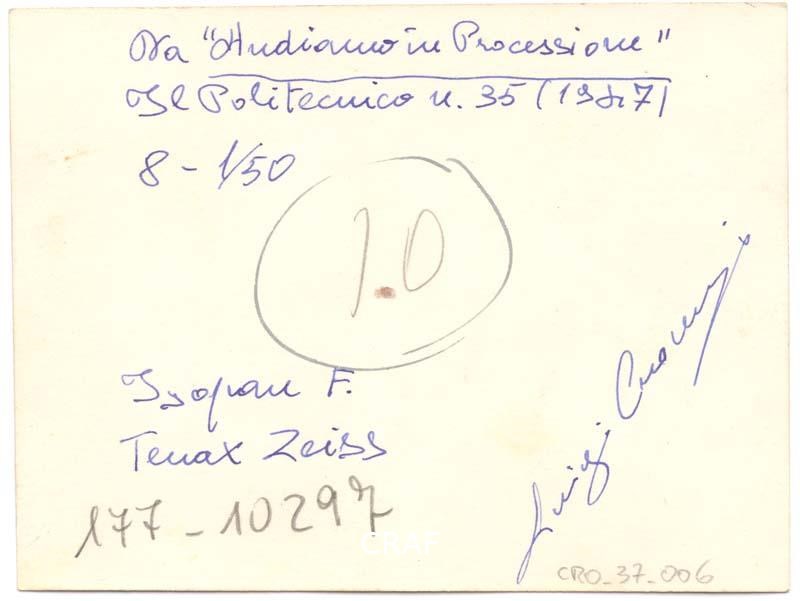 Da "Andiamo in Processione"
Il Politecnico n. 35 (1947)
8 - 1/50
1.0
Isopan F.
Tenax Zeiss
Luigi Crocenzi
177 - 10297
CRAF
CRO_37_006